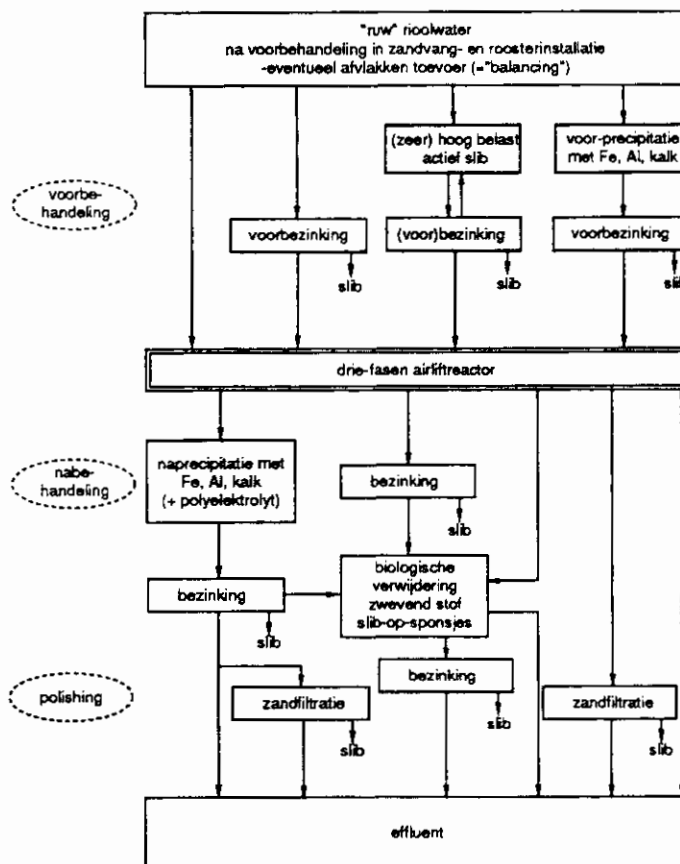 "ruw" rioolwater
na voorbehandeling in zandvang- en roosterinstallatie
-eventueel afvlakken toevoer (="balancing")
(zeer) hoog belast
actief slib
voor-precipitatie
met Fe, Al, kalk
voorbe-
handeling
voorbezinking
(voor)bezinking
voorbezinking
slib
slib
slib
drie-fasen airliftreactor
nabe-
handeling
naprecipitatie met
Fe, Al, kalk
(+ polyelektrolyt)
bezinking
slib
biologische
verwijdering
zwevend stof
slib-op-sponsjes
bezinking
slib
bezinking
slib
polishing
zandfiltratie
slib
zandfiltratie
slib
effluent